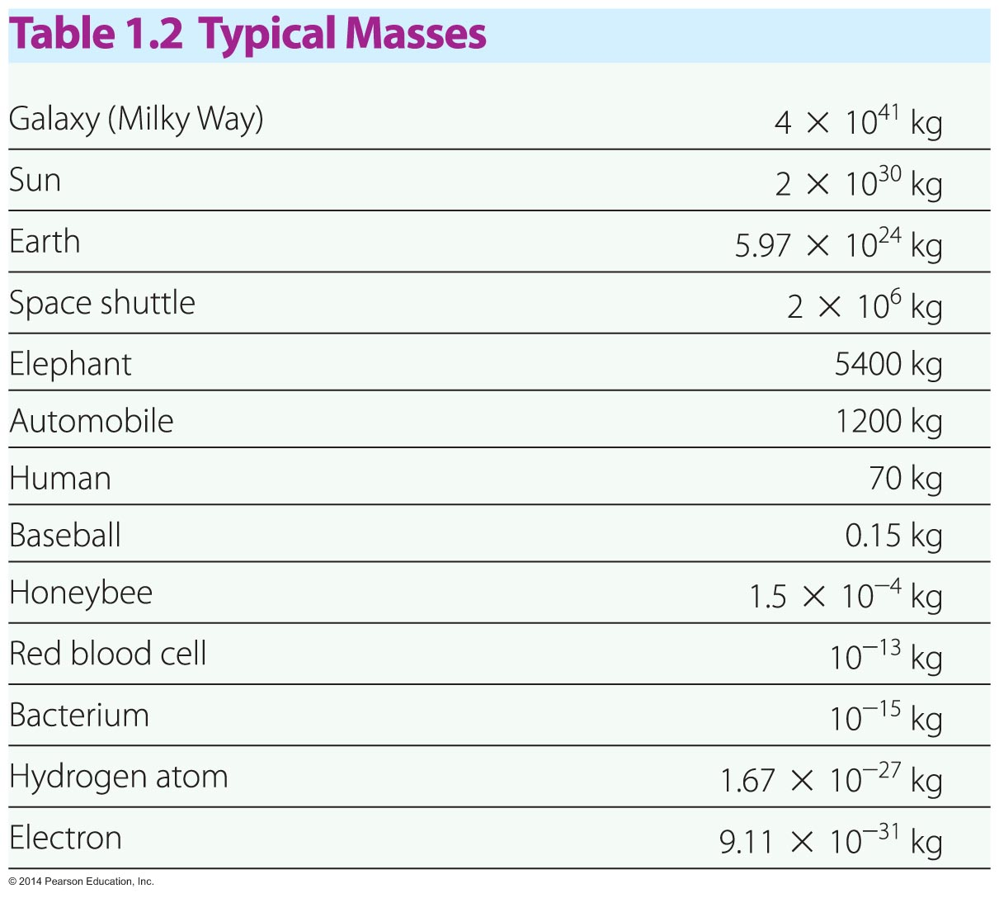 Table 1.2 Typical Masses
Galaxy (Milky Way) 4 × 10⁴¹ kg
Sun 2 × 10³⁰ kg
Earth 5.97 × 10²⁴ kg
Space shuttle 2 × 10⁶ kg
Elephant 5400 kg
Automobile 1200 kg
Human 70 kg
Baseball 0.15 kg
Honeybee 1.5 × 10⁻⁴ kg
Red blood cell 10⁻¹³ kg
Bacterium 10⁻¹⁵ kg
Hydrogen atom 1.67 × 10⁻²⁷ kg
Electron 9.11 × 10⁻³¹ kg
© 2014 Pearson Education, Inc.